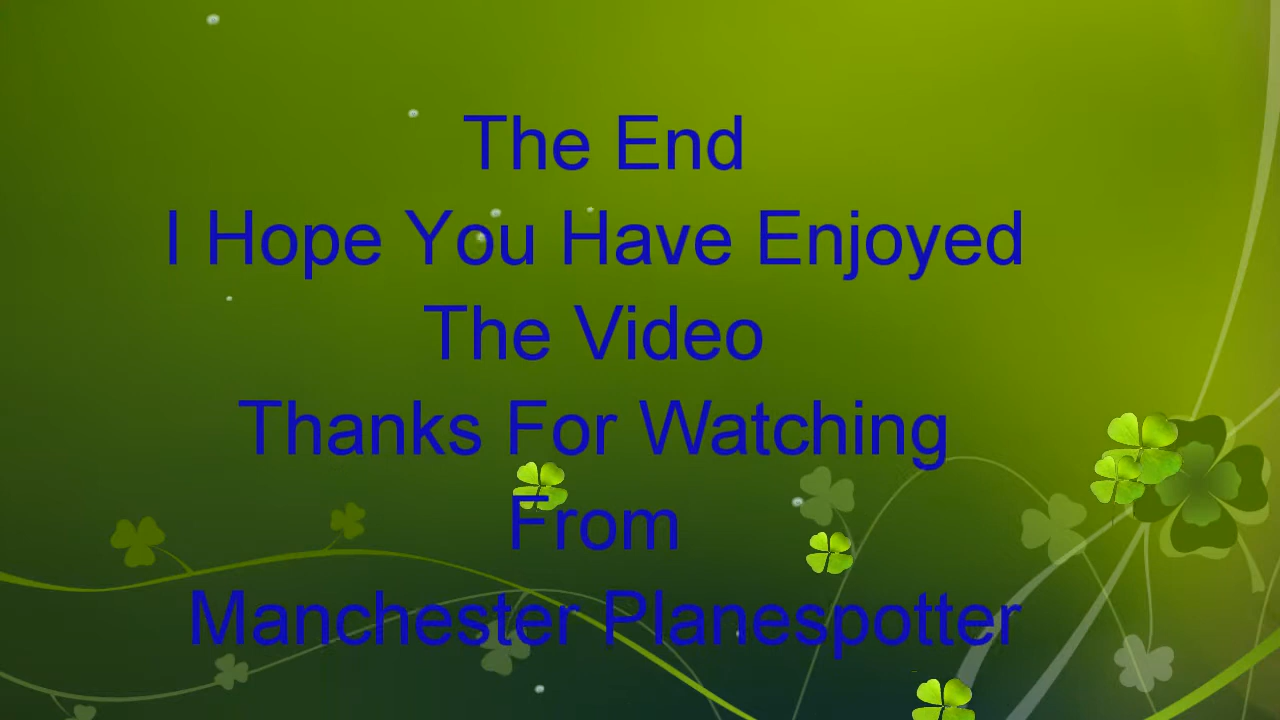 The End
I Hope You Have Enjoyed
The Video
Thanks For Watching
From
Manchester Planespotter